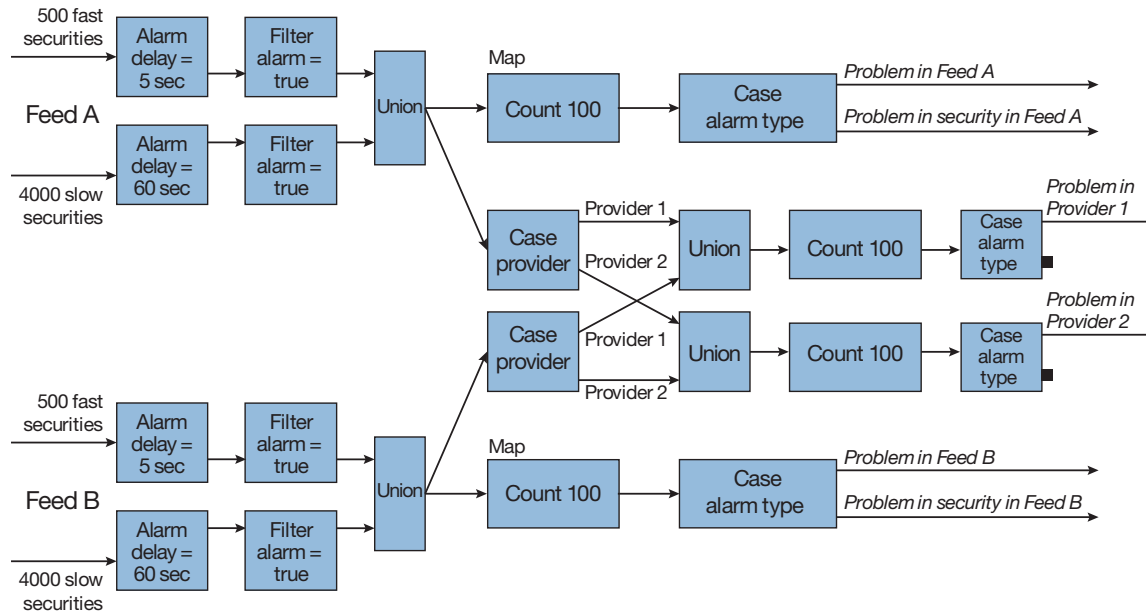 500 fast
securities
Alarm
delay =
5 sec
Filter
alarm =
true
Union
Map
Count 100
Case
alarm type
Problem in Feed A
Problem in security in Feed A
Feed A
4000 slow
securities
Alarm
delay =
60 sec
Filter
alarm =
true
Case
provider
Provider 1
Provider 2
Union
Count 100
Case
alarm
type
Problem in
Provider 1
Case
provider
Provider 1
Provider 2
Union
Count 100
Case
alarm
type
Problem in
Provider 2
500 fast
securities
Alarm
delay =
5 sec
Filter
alarm =
true
Union
Map
Count 100
Case
alarm type
Problem in Feed B
Problem in security in Feed B
Feed B
4000 slow
securities
Alarm
delay =
60 sec
Filter
alarm =
true